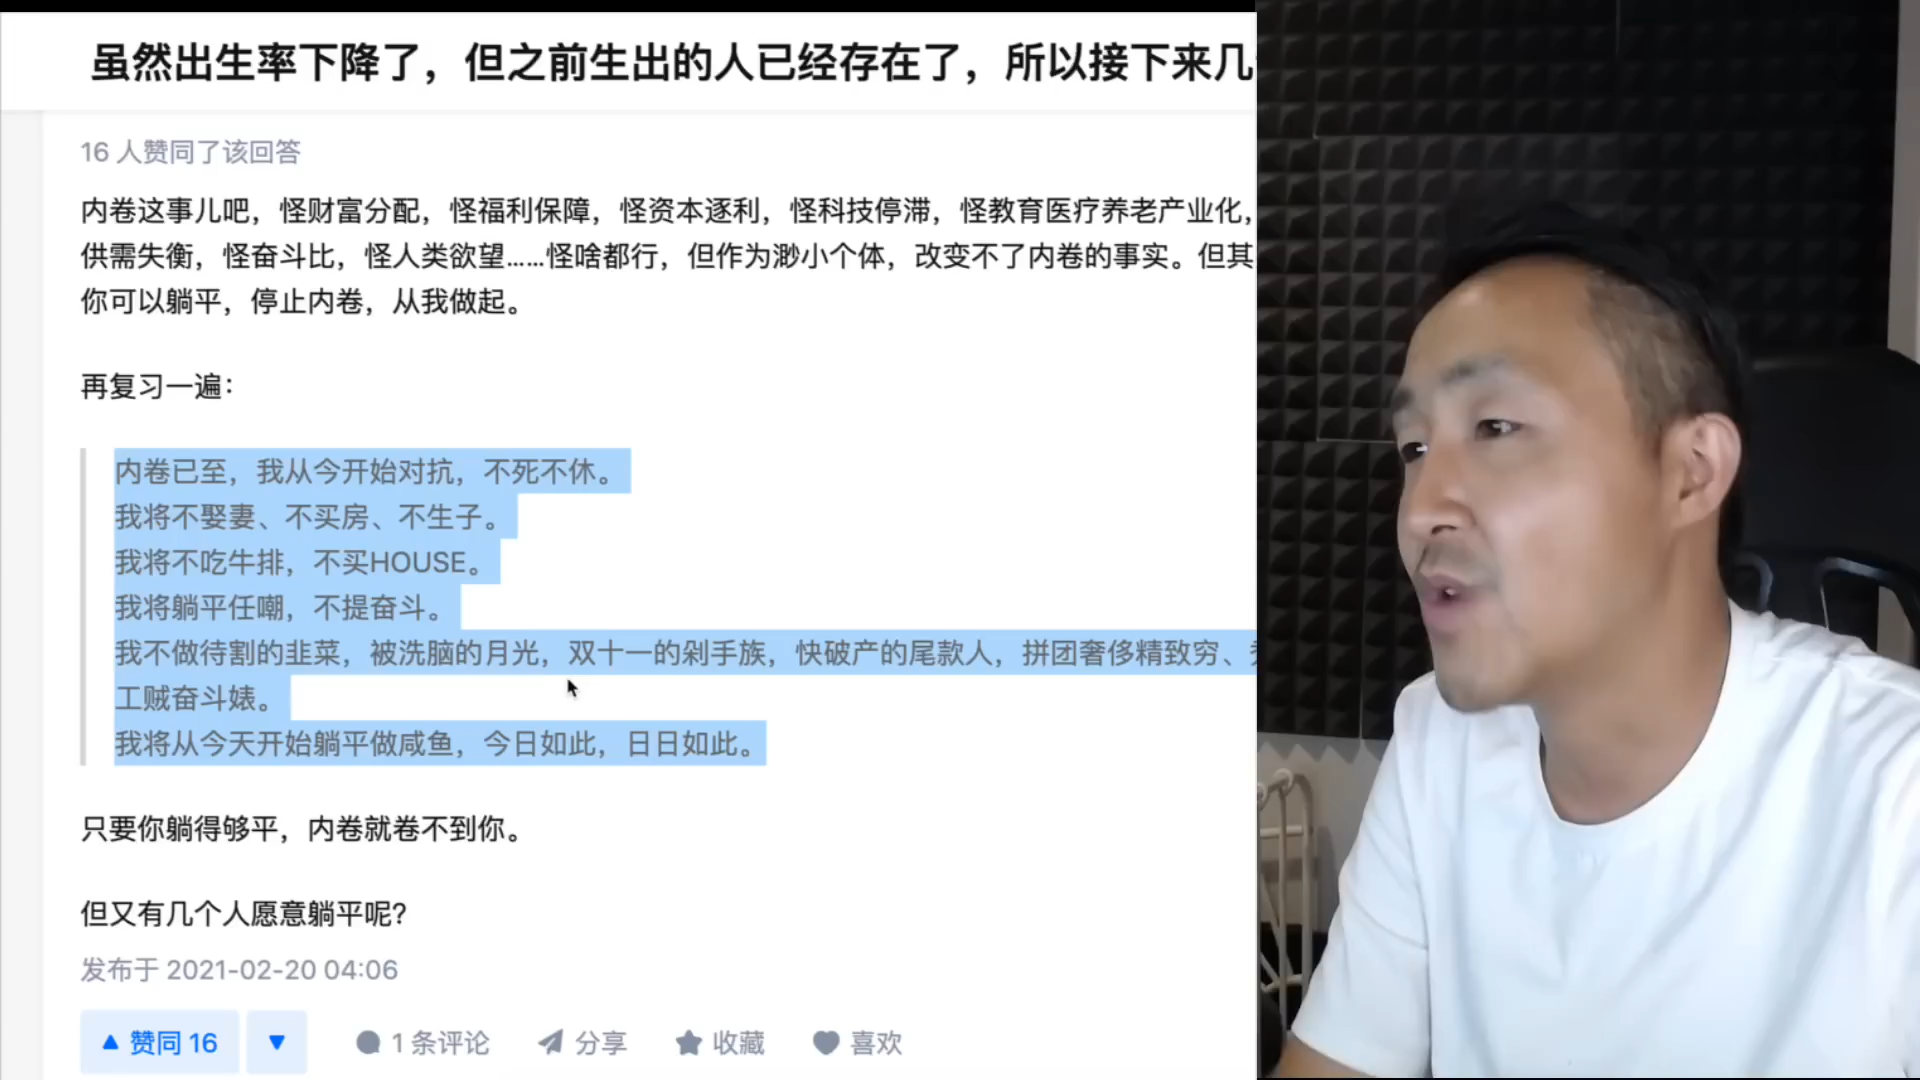 虽然出生率下降了，但之前生出的人已经存在了，所以接下来几
16 人赞同了该回答
内卷这事儿吧，怪财富分配，怪福利保障，怪资本逐利，怪科技停滞，怪教育医疗养老产业化，
供需失衡，怪奋斗比，怪人类欲望……怪啥都行，但作为渺小个体，改变不了内卷的事实。但其
你可以躺平，停止内卷，从我做起。
再复习一遍：
内卷已至，我从今开始对抗，不死不休。
我将不娶妻、不买房、不生子。
我将不吃牛排，不买HOUSE。
我将躺平任嘲，不提奋斗。
我不做待割的韭菜，被洗脑的月光，双十一的剁手族，快破产的尾款人，拼团奢侈精致穷、
工贼奋斗婊。
我将从今天开始躺平做咸鱼，今日如此，日日如此。
只要你躺得够平，内卷就卷不到你。
但又有几个人愿意躺平呢？
发布于 2021-02-20 04:06
赞同 16
1 条评论
分享
收藏
喜欢